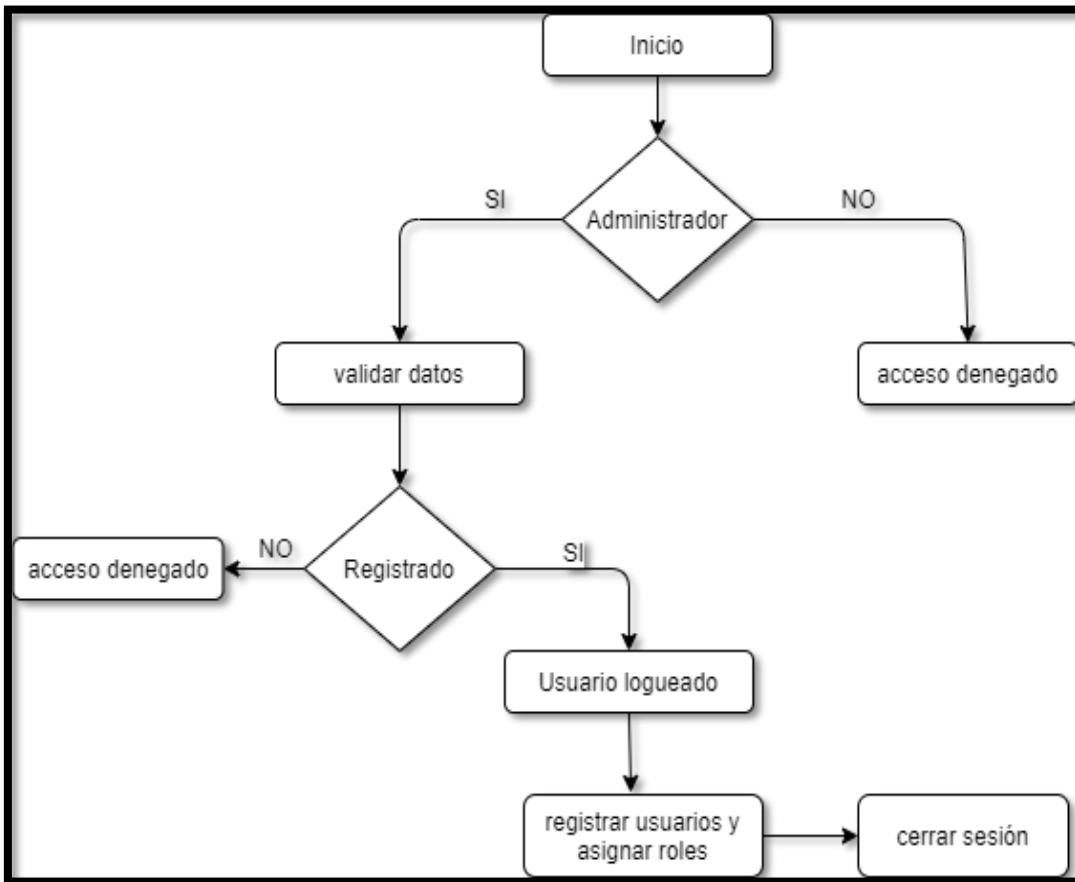 Inicio
SI
NO
Administrador
validar datos
acceso denegado
NO
SI
acceso denegado
Registrado
Usuario logueado
registrar usuarios y
asignar roles
cerrar sesión